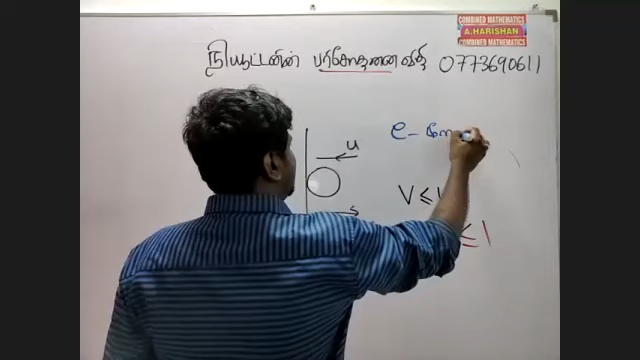 COMBINED MATHEMATICS
A.HARISHAN
COMBINED MATHEMATICS
நியூட்டனின் பரிசோதனை விதி 0773690611
u
e -
V ≤
≤ 1